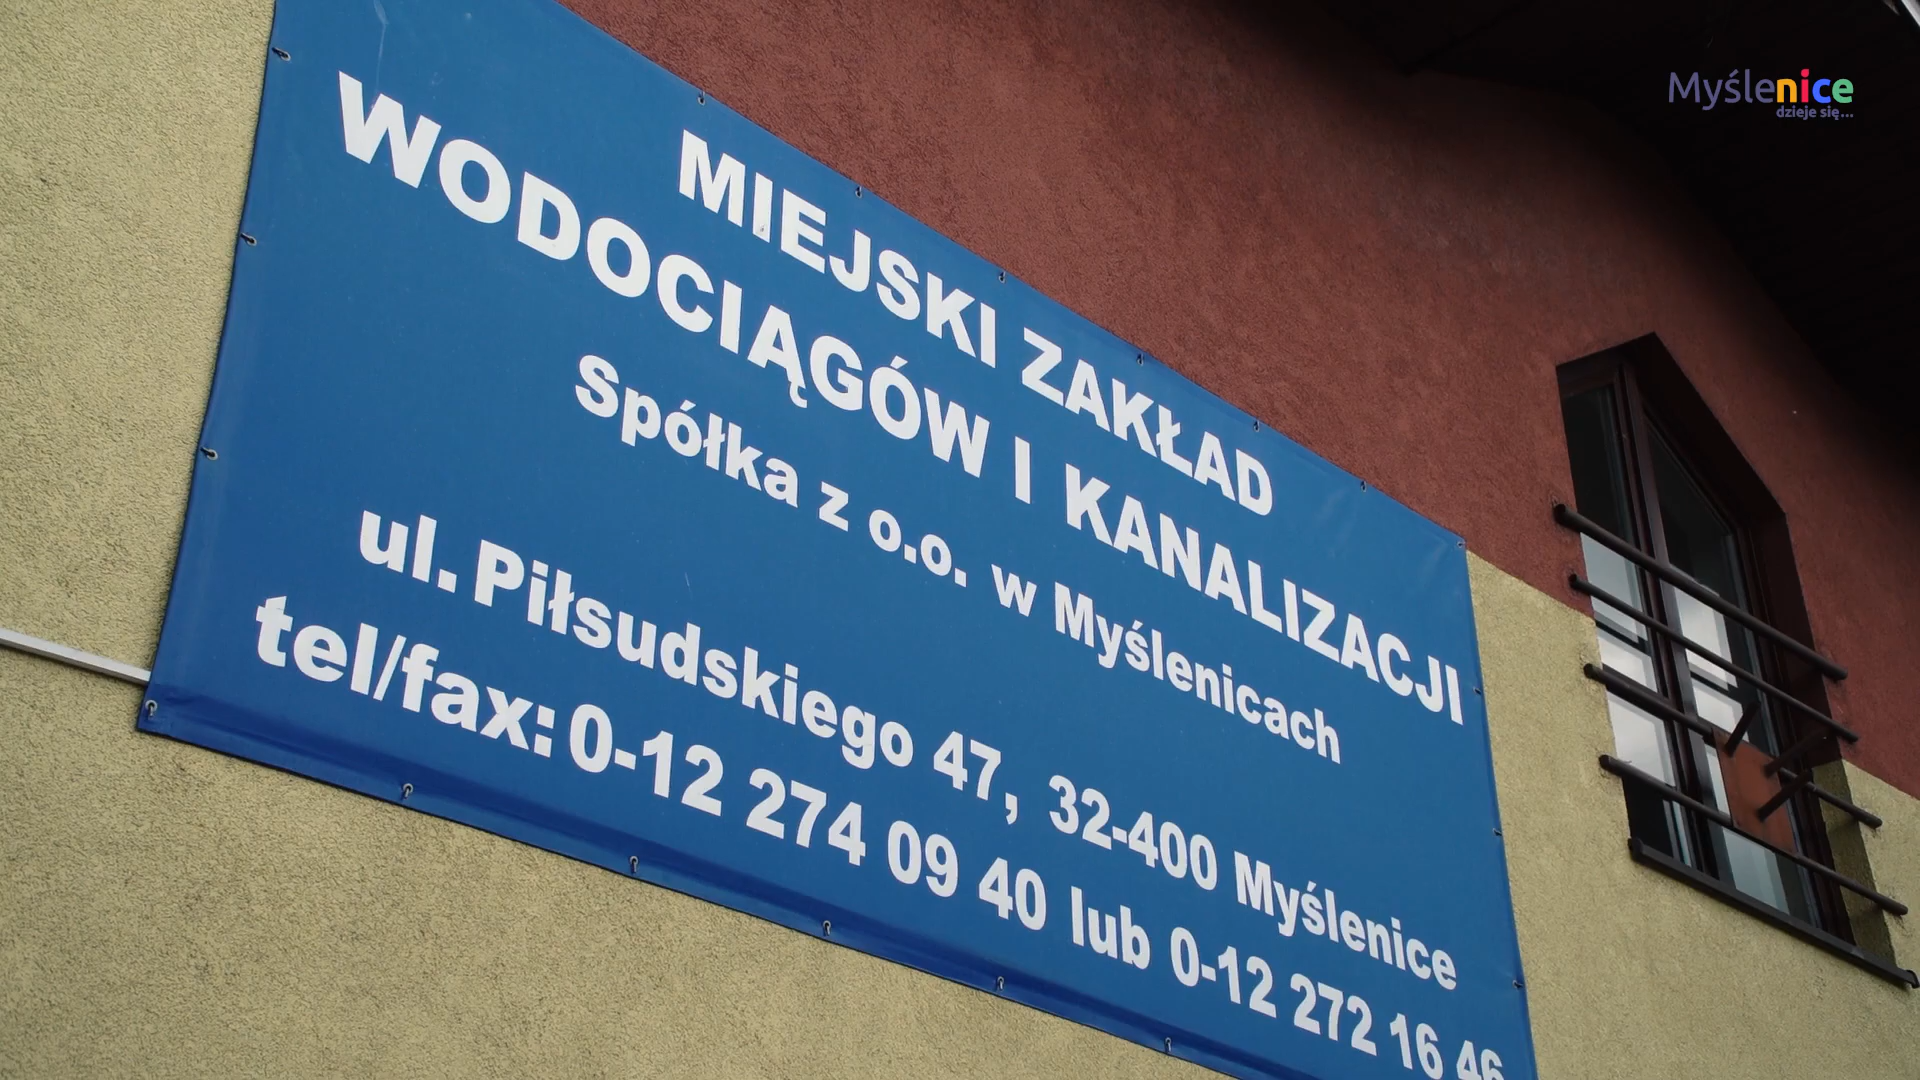 MIEJSKI ZAKŁAD
WODOCIĄGÓW I KANALIZACJI
Spółka z o.o. w Myślenicach
ul. Piłsudskiego 47, 32-400 Myślenice
tel/fax: 0-12 274 09 40 lub 0-12 272 16 46
Myślenice
dzieje się...